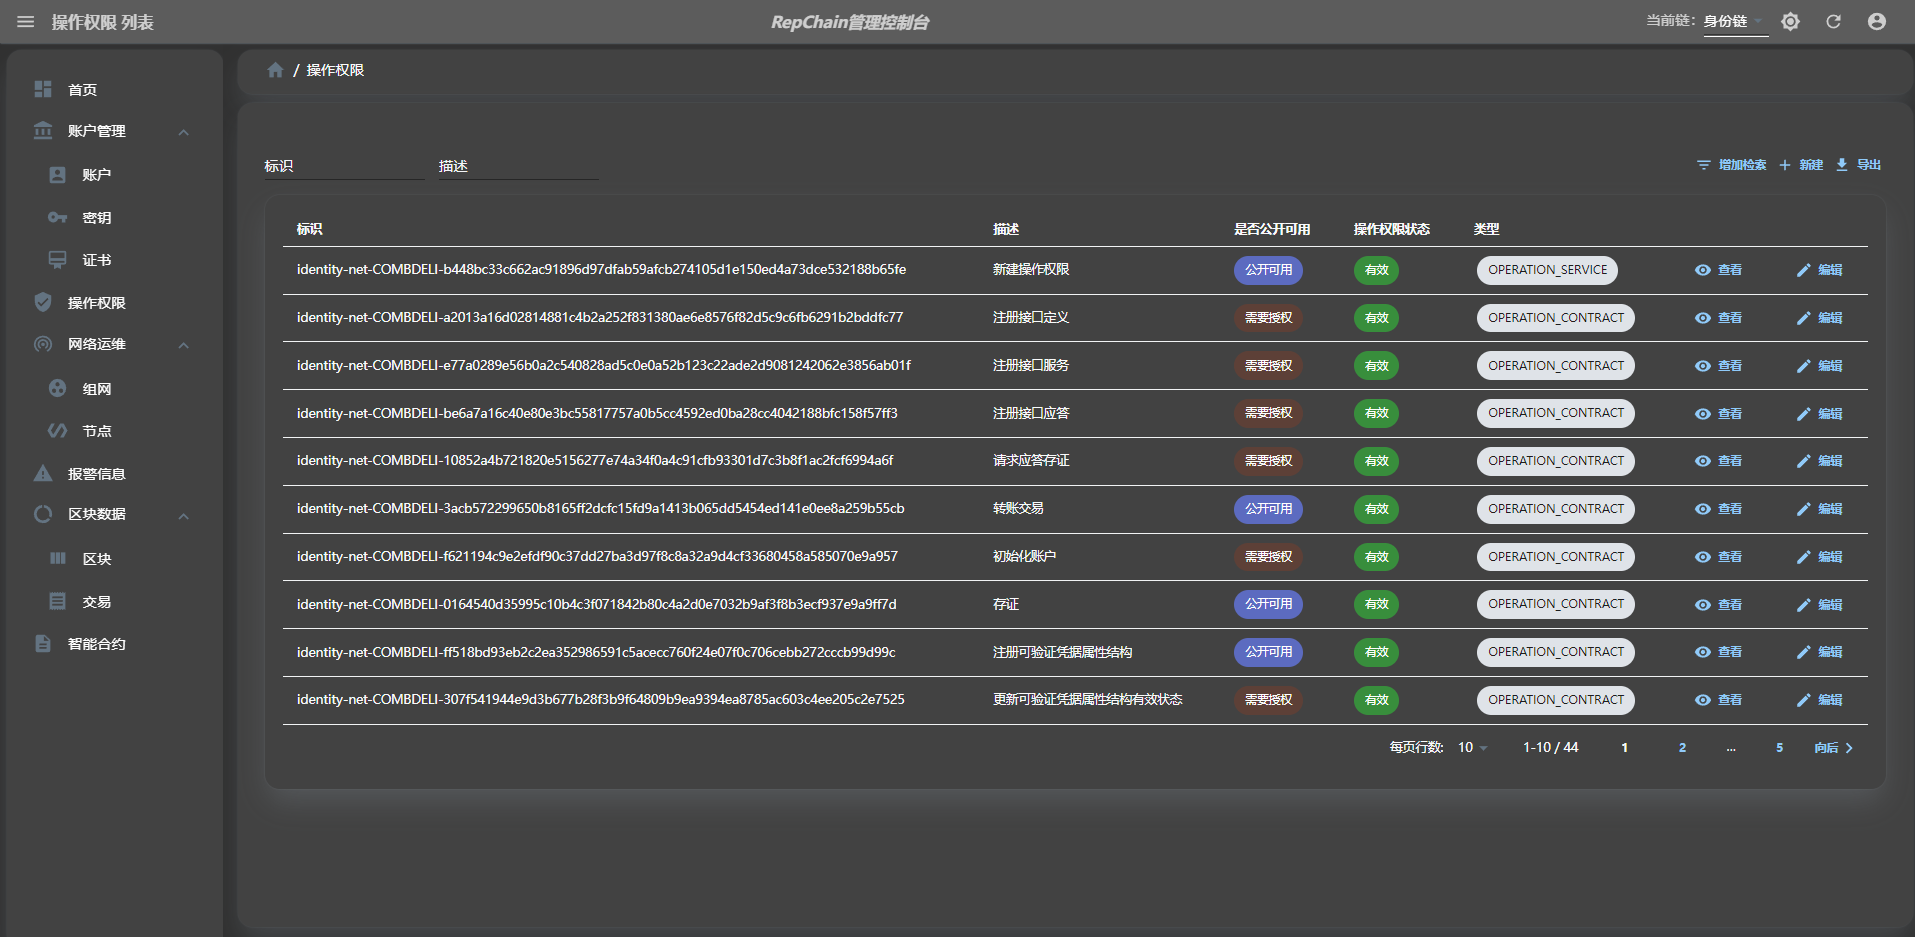 操作权限 列表
RepChain管理控制台
当前链: 身份链
首页
账户管理
账户
密钥
证书
操作权限
网络运维
组网
节点
报警信息
区块数据
区块
交易
智能合约
/ 操作权限
标识 描述
增加检索 新建 导出
标识 描述 是否公开可用 操作权限状态 类型
identity-net-COMBDELI-b448bc33c662ac91896d97dfab59afcb274105d1e150ed4a73dce532188b65fe 新建操作权限 公开可用 有效 OPERATION_SERVICE 查看 编辑
identity-net-COMBDELI-a2013a16d02814881c4b2a252f831380ae6e8576f82d5c9c6fb6291b2bddfc77 注册接口定义 需要授权 有效 OPERATION_CONTRACT 查看 编辑
identity-net-COMBDELI-e77a0289e56b0a2c540828ad5c0e0a52b123c22ade2d9081242062e3856ab01f 注册接口服务 需要授权 有效 OPERATION_CONTRACT 查看 编辑
identity-net-COMBDELI-be6a7a16c40e80e3bc55817757a0b5cc4592ed0ba28cc4042188bfc158f57ff3 注册接口应答 需要授权 有效 OPERATION_CONTRACT 查看 编辑
identity-net-COMBDELI-10852a4b721820e5156277e74a34f0a4c91cfb93301d7c3b8f1ac2fcf6994a6f 请求应答存证 需要授权 有效 OPERATION_CONTRACT 查看 编辑
identity-net-COMBDELI-3acb572299650b8165ff2dcfc15fd9a1413b065dd5454ed141e0ee8a259b55cb 转账交易 公开可用 有效 OPERATION_CONTRACT 查看 编辑
identity-net-COMBDELI-f621194c9e2efdf90c37dd27ba3d97f8c8a32a9d4cf33680458a585070e9a957 初始化账户 需要授权 有效 OPERATION_CONTRACT 查看 编辑
identity-net-COMBDELI-0164540d35995c10b4c3f071842b80c4a2d0e7032b9af3f8b3ecf937e9a9ff7d 存证 公开可用 有效 OPERATION_CONTRACT 查看 编辑
identity-net-COMBDELI-ff518bd93eb2c2ea352986591c5acecc760f24e07f0c706cebb272cccb99d99c 注册可验证凭据属性结构 公开可用 有效 OPERATION_CONTRACT 查看 编辑
identity-net-COMBDELI-307f541944e9d3b677b28f3b9f64809b9ea9394ea8785ac603c4ee205c2e7525 更新可验证凭据属性结构有效状态 需要授权 有效 OPERATION_CONTRACT 查看 编辑
每页行数: 10 1-10 / 44 1 2 ... 5 向后